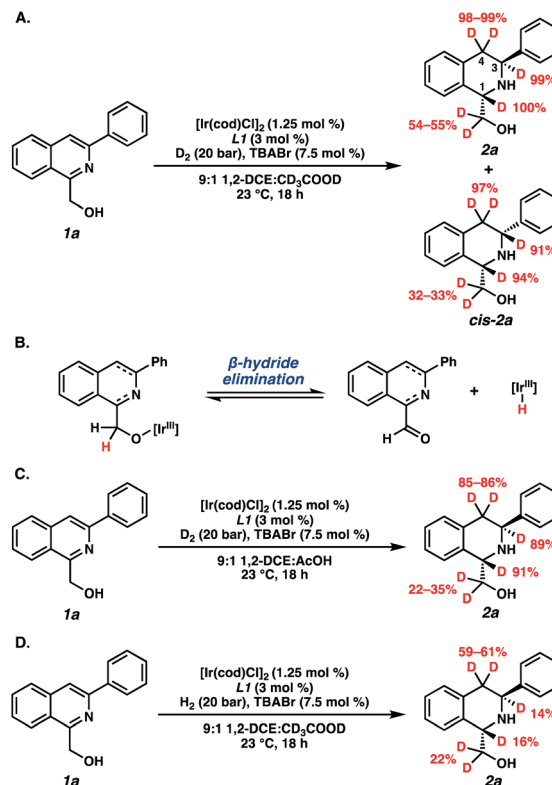 A.
98–99%
D D
4
3
D
99%
NH
1
D
100%
D
54–55%
D
OH
2a
N
OH
1a
[Ir(cod)Cl]2 (1.25 mol %)
L1 (3 mol %)
D2 (20 bar), TBABr (7.5 mol %)
9:1 1,2-DCE:CD3COOD
23 °C, 18 h
+
97%
D D
D
91%
NH
D
94%
D
32–33%
D
OH
cis-2a
B.
Ph
N
H
O
[IrIII]
H
β-hydride
elimination
Ph
N
H
O
+
[IrIII]
H
C.
N
OH
1a
[Ir(cod)Cl]2 (1.25 mol %)
L1 (3 mol %)
D2 (20 bar), TBABr (7.5 mol %)
9:1 1,2-DCE:AcOH
23 °C, 18 h
85–86%
D D
D
89%
NH
D
91%
22–35%
D
D
OH
2a
D.
N
OH
1a
[Ir(cod)Cl]2 (1.25 mol %)
L1 (3 mol %)
H2 (20 bar), TBABr (7.5 mol %)
9:1 1,2-DCE:CD3COOD
23 °C, 18 h
59–61%
D D
D
14%
NH
D
16%
22%
D
D
OH
2a